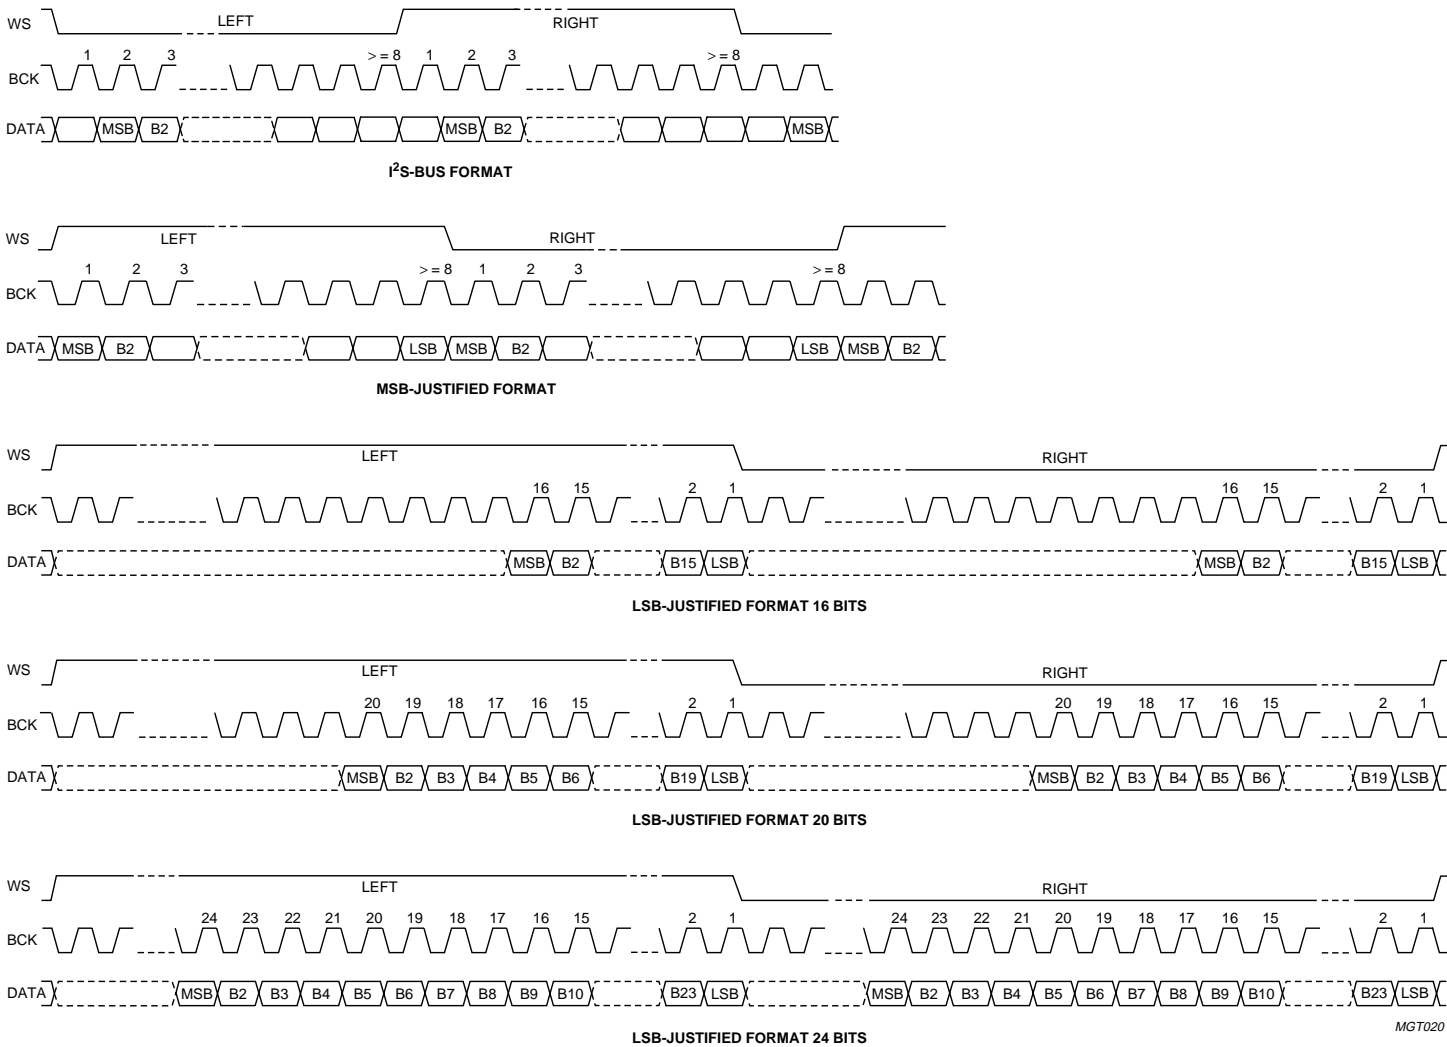 WS LEFT RIGHT
1 2 3 > = 8 1 2 3 > = 8
BCK
DATA MSB B2 MSB B2 MSB
I²S-BUS FORMAT
WS LEFT RIGHT
1 2 3 > = 8 1 2 3 > = 8
BCK
DATA MSB B2 LSB MSB B2 LSB MSB B2
MSB-JUSTIFIED FORMAT
WS LEFT RIGHT
16 15 2 1 16 15 2 1
BCK
DATA MSB B2 B15 LSB MSB B2 B15 LSB
LSB-JUSTIFIED FORMAT 16 BITS
WS LEFT RIGHT
20 19 18 17 16 15 2 1 20 19 18 17 16 15 2 1
BCK
DATA MSB B2 B3 B4 B5 B6 B19 LSB MSB B2 B3 B4 B5 B6 B19 LSB
LSB-JUSTIFIED FORMAT 20 BITS
WS LEFT RIGHT
24 23 22 21 20 19 18 17 16 15 2 1 24 23 22 21 20 19 18 17 16 15 2 1
BCK
DATA MSB B2 B3 B4 B5 B6 B7 B8 B9 B10 B23 LSB MSB B2 B3 B4 B5 B6 B7 B8 B9 B10 B23 LSB
LSB-JUSTIFIED FORMAT 24 BITS
MGT020